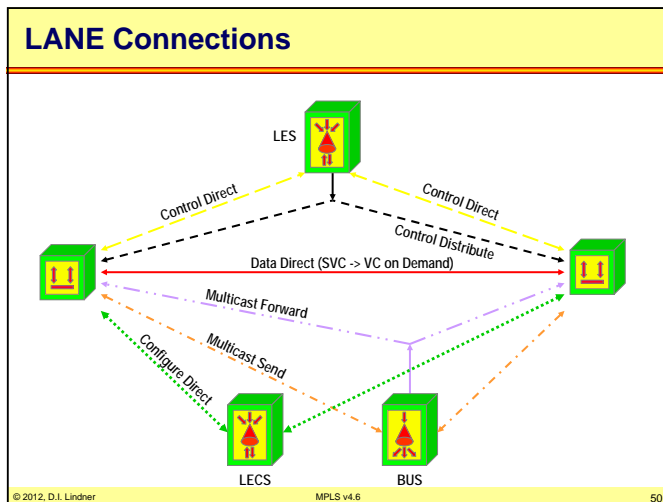 LANE Connections
LES
Control Direct
Control Direct
Control Distribute
Data Direct (SVC -> VC on Demand)
Multicast Forward
Multicast Send
Configure Direct
LECS
BUS
© 2012, D.I. Lindner
MPLS v4.6
50